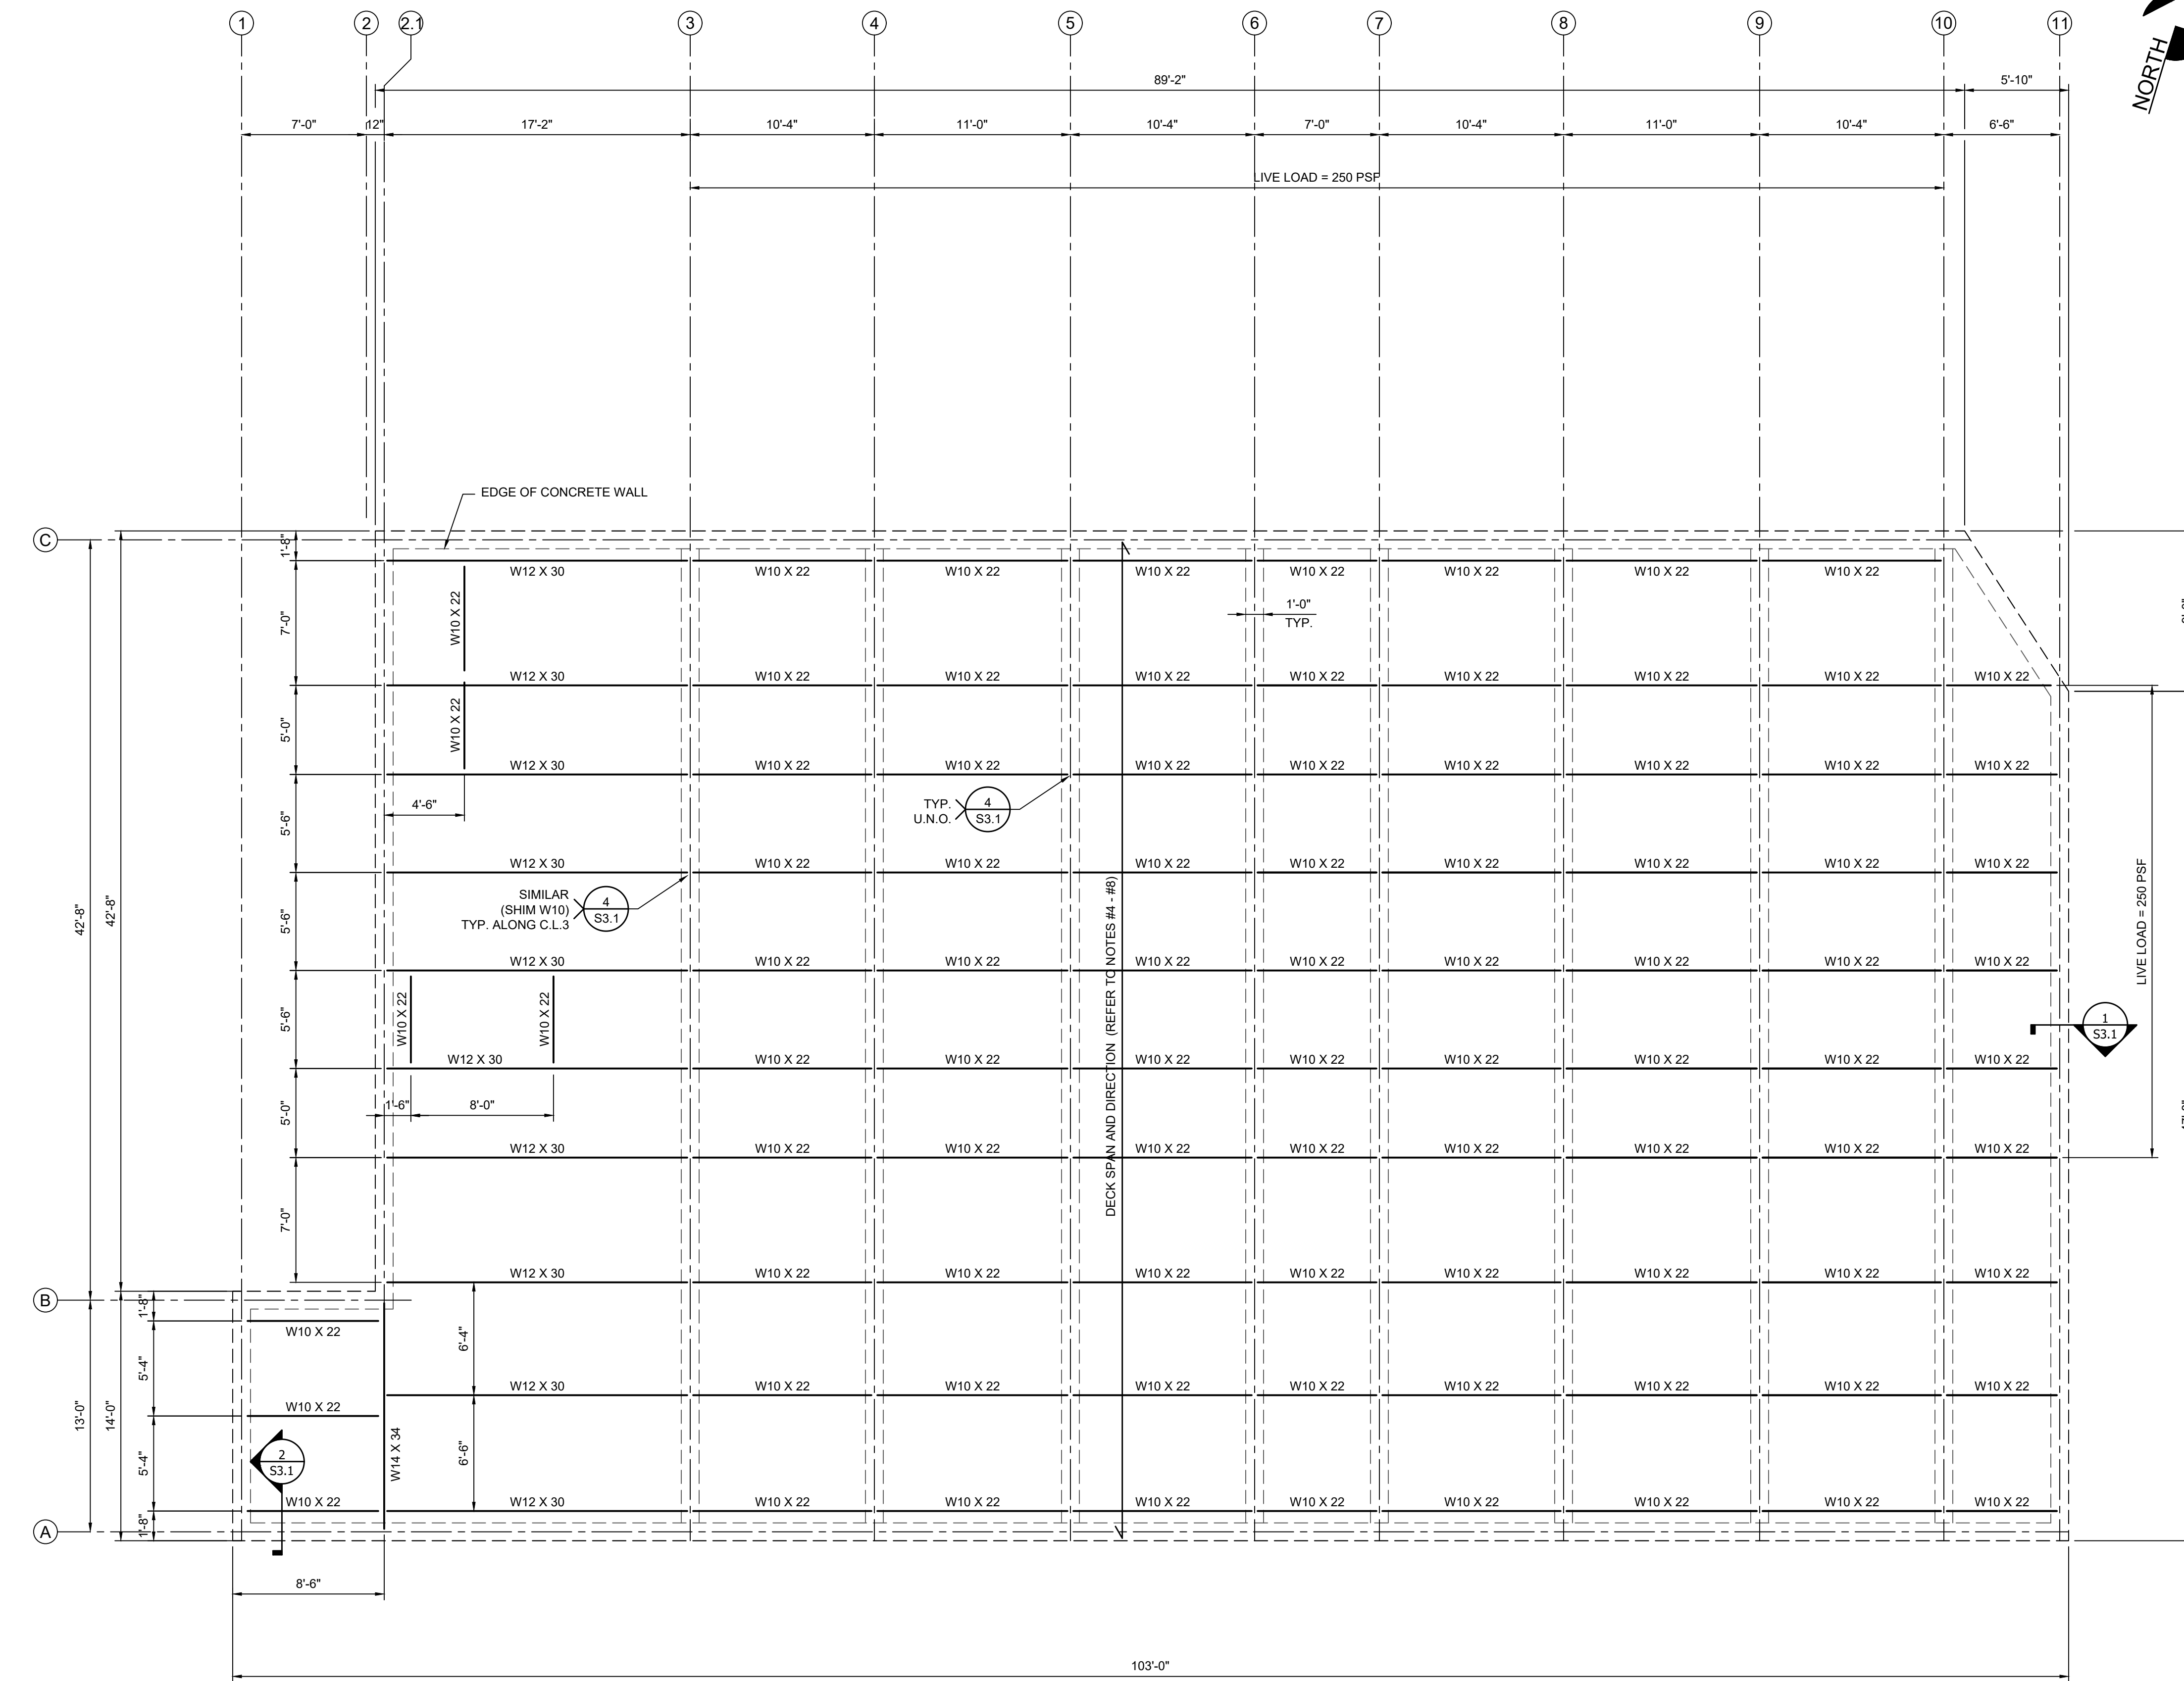 1 2 2.1 3 4 5 6 7 8 9 10 11
NORTH
89'-2" 5'-10"
7'-0" 12" 17'-2" 10'-4" 11'-0" 10'-4" 7'-0" 10'-4" 11'-0" 10'-4" 6'-6"
LIVE LOAD = 250 PSF
EDGE OF CONCRETE WALL
C
1'-8"
W12 X 30 W10 X 22 W10 X 22 W10 X 22 W10 X 22 W10 X 22 W10 X 22 W10 X 22
7'-0"
W10 X 22
1'-0"
TYP.
W12 X 30 W10 X 22 W10 X 22 W10 X 22 W10 X 22 W10 X 22 W10 X 22 W10 X 22 W10 X 22
5'-0"
W10 X 22
W12 X 30 W10 X 22 W10 X 22 W10 X 22 W10 X 22 W10 X 22 W10 X 22 W10 X 22 W10 X 22
4'-6"
5'-6"
TYP.
U.N.O.
4
S3.1
W12 X 30 W10 X 22 W10 X 22 W10 X 22 W10 X 22 W10 X 22 W10 X 22 W10 X 22 W10 X 22
42'-8"
42'-8"
5'-6"
SIMILAR
(SHIM W10)
TYP. ALONG C.L.3
4
S3.1
LIVE LOAD = 250 PSF
W12 X 30 W10 X 22 W10 X 22 W10 X 22 W10 X 22 W10 X 22 W10 X 22 W10 X 22 W10 X 22
5'-6"
W10 X 22
W10 X 22
DECK SPAN AND DIRECTION (REFER TO NOTES #4 - #8)
1
S3.1
W12 X 30 W10 X 22 W10 X 22 W10 X 22 W10 X 22 W10 X 22 W10 X 22 W10 X 22 W10 X 22
5'-0"
1'-6" 8'-0"
W12 X 30 W10 X 22 W10 X 22 W10 X 22 W10 X 22 W10 X 22 W10 X 22 W10 X 22 W10 X 22
7'-0"
W12 X 30 W10 X 22 W10 X 22 W10 X 22 W10 X 22 W10 X 22 W10 X 22 W10 X 22 W10 X 22
B
1'-8"
W10 X 22
6'-4"
5'-4"
W12 X 30 W10 X 22 W10 X 22 W10 X 22 W10 X 22 W10 X 22 W10 X 22 W10 X 22 W10 X 22
W10 X 22
13'-0"
14'-0"
5'-4"
2
S3.1
W14 X 34
6'-6"
W10 X 22 W12 X 30 W10 X 22 W10 X 22 W10 X 22 W10 X 22 W10 X 22 W10 X 22 W10 X 22 W10 X 22
1'-8"
A
8'-6"
103'-0"